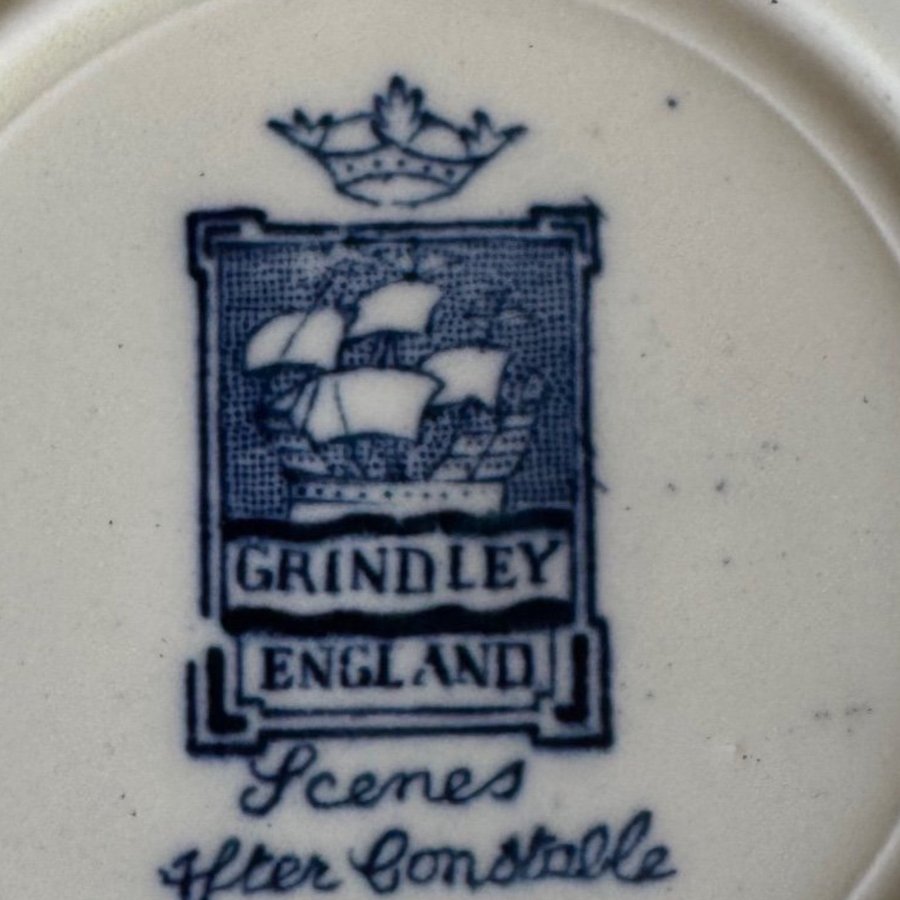 GRINDLEY
ENGLAND
Scenes
After Constable